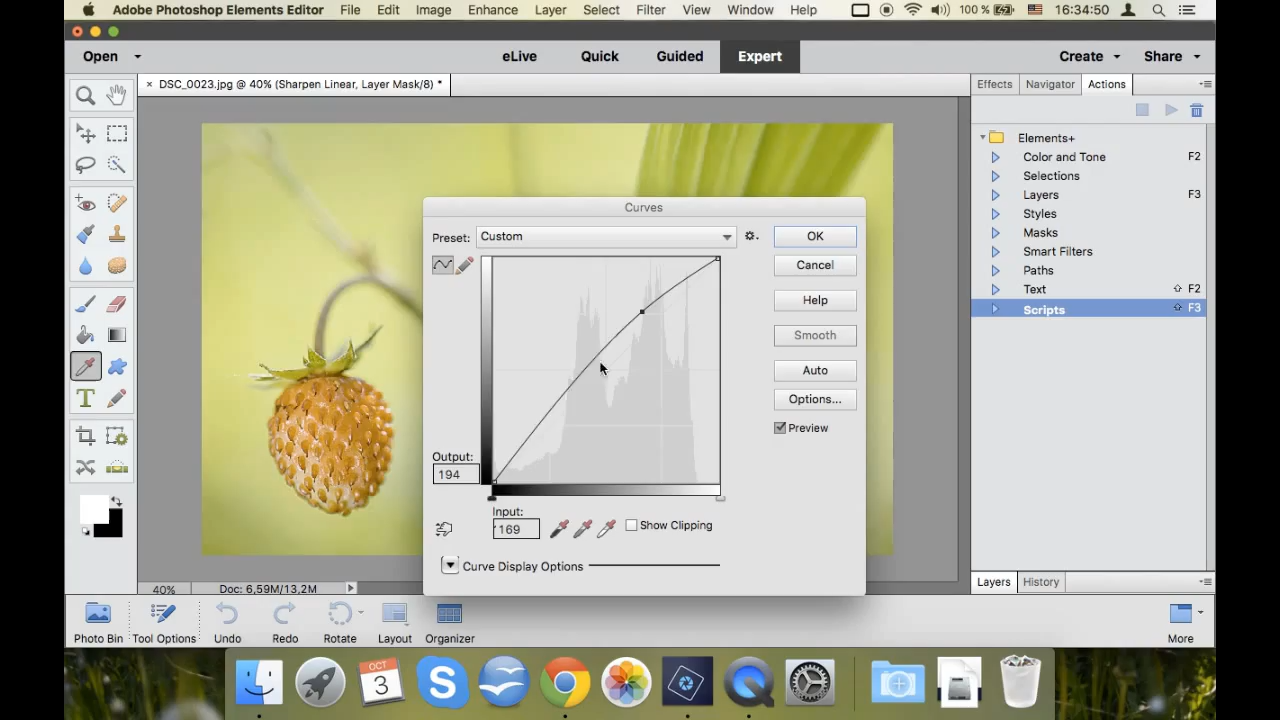 Adobe Photoshop Elements Editor File Edit Image Enhance Layer Select Filter View Window Help 100 % 16:34:50
Open eLive Quick Guided Expert Create Share
× DSC_0023.jpg @ 40% (Sharpen Linear, Layer Mask/8) *
Effects Navigator Actions
Elements+
Color and Tone F2
Selections
Layers F3
Styles
Masks
Smart Filters
Paths
Text ⇧ F2
Scripts ⇧ F3
Curves
Preset: Custom
OK
Cancel
Help
Smooth
Auto
Options...
Preview
Output:
194
Input:
169
Show Clipping
Curve Display Options
T
40% Doc: 6,59M/13,2M
Layers History
Photo Bin Tool Options Undo Redo Rotate Layout Organizer More
OCT
3
S